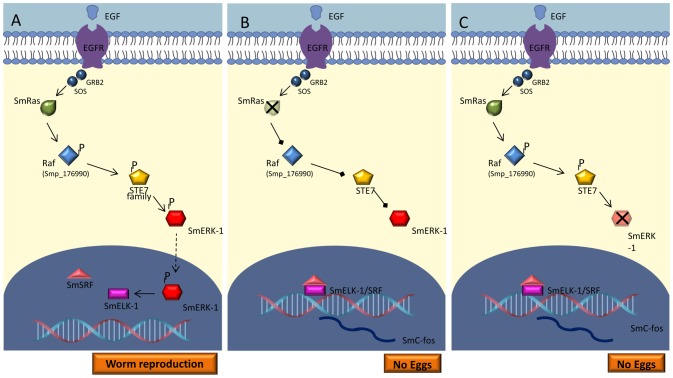 A
EGF
EGFR
GRB2
SOS
SmRas
P
Raf
(Smp_176990)
P
STE7
family
P
SmERK-1
P
SmSRF
SmELK-1
SmERK-1
Worm reproduction
B
EGF
EGFR
GRB2
SOS
SmRas
Raf
(Smp_176990)
STE7
SmERK-1
SmELK-1/SRF
SmC-fos
No Eggs
C
EGF
EGFR
GRB2
SOS
SmRas
P
Raf
(Smp_176990)
P
STE7
SmERK
-1
SmELK-1/SRF
SmC-fos
No Eggs